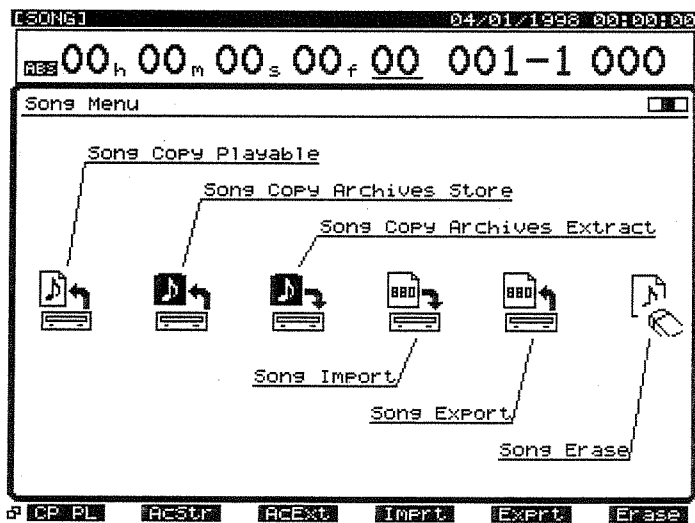 [SONG] 04/01/1998 00:00:00
ABS 00h 00m 00s 00f 00 001-1 000
Song Menu
Song Copy Playable
Song Copy Archives Store
Song Copy Archives Extract
880 880
Song Import
Song Export
Song Erase
CP PL AcStr AcExt Imprt Exprt Erase